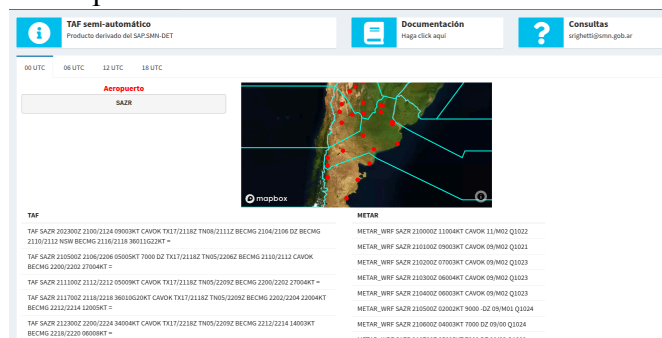 TAF semi-automático
Producto derivado del SAP.SMN-DET
Documentación
Haga click aquí
Consultas
srighetti@smn.gob.ar
00 UTC 06 UTC 12 UTC 18 UTC
Aeropuerto
SAZR
mapbox
TAF
TAF SAZR 202300Z 2100/2124 09003KT CAVOK TX17/2118Z TN08/2111Z BECMG 2104/2106 DZ BECMG
2110/2112 NSW BECMG 2116/2118 36011G22KT =
TAF SAZR 210500Z 2106/2206 05005KT 7000 DZ TX17/2118Z TN05/2206Z BECMG 2110/2112 CAVOK
BECMG 2200/2202 27004KT =
TAF SAZR 211100Z 2112/2212 05009KT CAVOK TX17/2118Z TN05/2209Z BECMG 2200/2202 27004KT =
TAF SAZR 211700Z 2118/2218 36010G20KT CAVOK TX17/2118Z TN05/2209Z BECMG 2202/2204 22004KT
BECMG 2212/2214 12005KT =
TAF SAZR 212300Z 2200/2224 34004KT CAVOK TX17/2218Z TN05/2209Z BECMG 2212/2214 14003KT
BECMG 2218/2220 06008KT =
METAR
METAR_WRF SAZR 210000Z 11004KT CAVOK 11/M02 Q1022
METAR_WRF SAZR 210100Z 09003KT CAVOK 09/M02 Q1021
METAR_WRF SAZR 210200Z 07003KT CAVOK 09/M02 Q1023
METAR_WRF SAZR 210300Z 06004KT CAVOK 09/M02 Q1023
METAR_WRF SAZR 210400Z 06003KT CAVOK 09/M02 Q1023
METAR_WRF SAZR 210500Z 02002KT 9000 -DZ 09/M01 Q1024
METAR_WRF SAZR 210600Z 04003KT 7000 DZ 09/00 Q1024